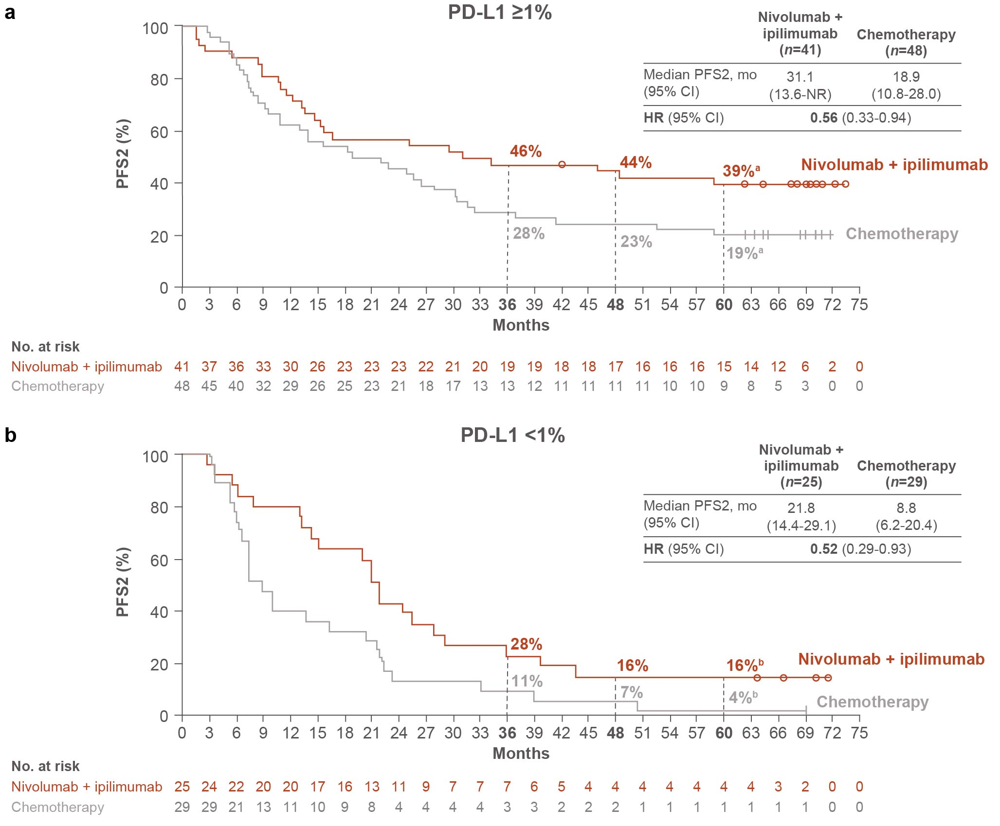 a
PD-L1 ≥1%
Nivolumab +
ipilimumab
(n=41)
Chemotherapy
(n=48)
Median PFS2, mo
(95% CI)
31.1
(13.6-NR)
18.9
(10.8-28.0)
HR (95% CI)
0.56 (0.33-0.94)
PFS2 (%)
100
80
60
40
20
0
46%
44%
39%a
Nivolumab + ipilimumab
28%
23%
19%a
Chemotherapy
0 3 6 9 12 15 18 21 24 27 30 33 36 39 42 45 48 51 54 57 60 63 66 69 72 75
Months
No. at risk
Nivolumab + ipilimumab 41 37 36 33 30 26 23 23 23 22 21 20 19 19 18 18 17 16 16 16 15 14 12 6 2 0
Chemotherapy 48 45 40 32 29 26 25 23 21 18 17 13 13 12 11 11 11 11 10 10 9 8 5 3 0 0
b
PD-L1 <1%
Nivolumab +
ipilimumab
(n=25)
Chemotherapy
(n=29)
Median PFS2, mo
(95% CI)
21.8
(14.4-29.1)
8.8
(6.2-20.4)
HR (95% CI)
0.52 (0.29-0.93)
PFS2 (%)
100
80
60
40
20
0
28%
16%
16%b
Nivolumab + ipilimumab
11%
7%
4%b
Chemotherapy
0 3 6 9 12 15 18 21 24 27 30 33 36 39 42 45 48 51 54 57 60 63 66 69 72 75
Months
No. at risk
Nivolumab + ipilimumab 25 24 22 20 20 17 16 13 11 9 7 7 7 6 5 4 4 4 4 4 4 4 3 2 0 0
Chemotherapy 29 29 21 13 11 10 9 8 4 4 4 4 3 3 2 2 2 1 1 1 1 1 1 1 0 0